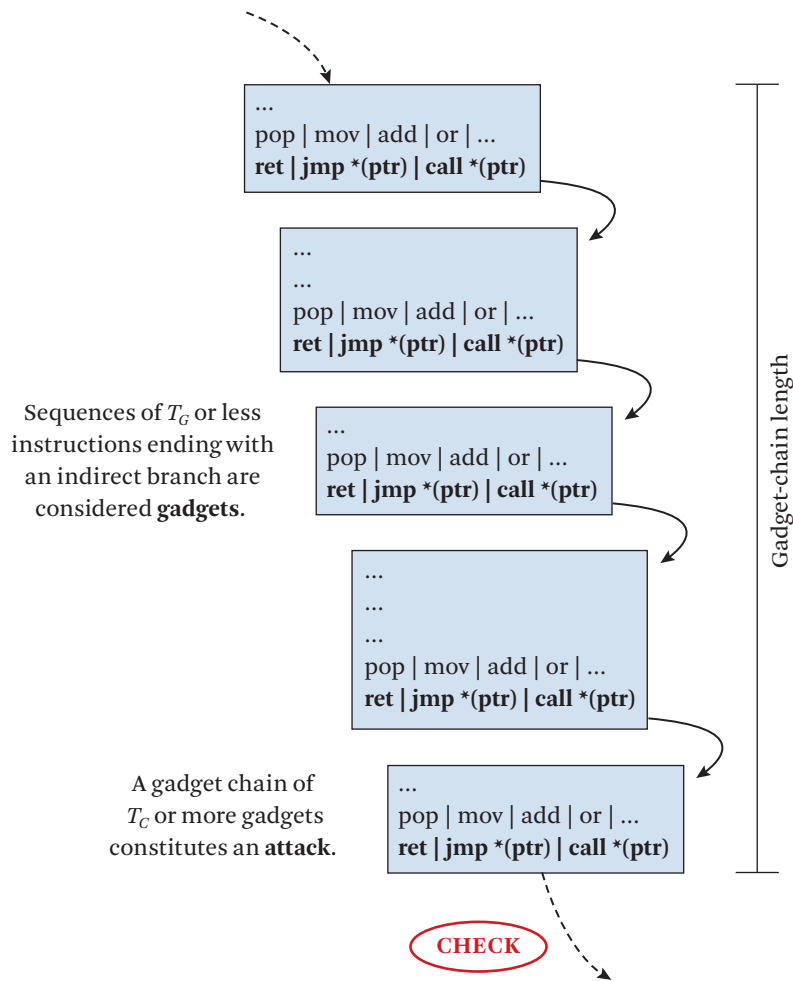 ...
pop | mov | add | or | ...
ret | jmp *(ptr) | call *(ptr)
...
...
pop | mov | add | or | ...
ret | jmp *(ptr) | call *(ptr)
Sequences of T_G or less
instructions ending with
an indirect branch are
considered gadgets.
...
pop | mov | add | or | ...
ret | jmp *(ptr) | call *(ptr)
...
...
...
pop | mov | add | or | ...
ret | jmp *(ptr) | call *(ptr)
A gadget chain of
T_C or more gadgets
constitutes an attack.
...
pop | mov | add | or | ...
ret | jmp *(ptr) | call *(ptr)
Gadget-chain length
CHECK